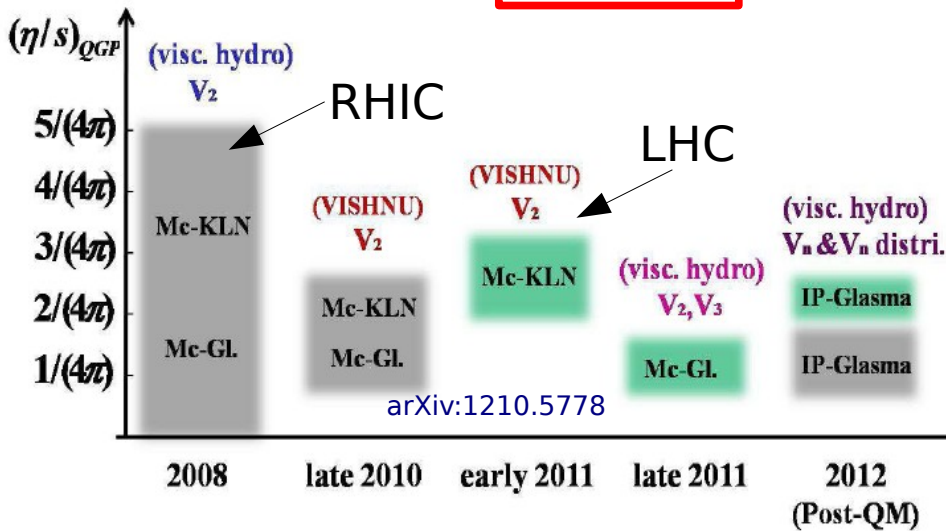 (η/s)QGP
(visc. hydro)
V₂
RHIC
LHC
5/(4π)
4/(4π)
3/(4π)
2/(4π)
1/(4π)
Mc-KLN
Mc-Gl.
(VISHNU)
V₂
Mc-KLN
Mc-Gl.
(VISHNU)
V₂
Mc-KLN
(visc. hydro)
V₂,V₃
Mc-Gl.
(visc. hydro)
Vₙ &Vₙ distri.
IP-Glasma
IP-Glasma
arXiv:1210.5778
2008
late 2010
early 2011
late 2011
2012
(Post-QM)